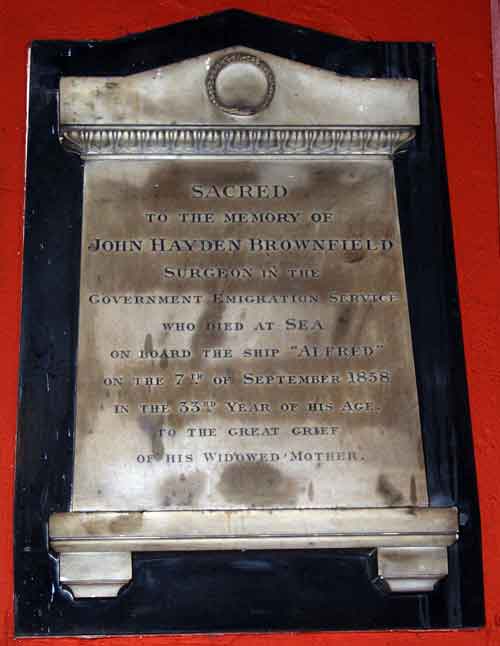 SACRED
TO THE MEMORY OF
JOHN HAYDEN BROWNFIELD
SURGEON IN THE
GOVERNMENT EMIGRATION SERVICE
WHO DIED AT SEA
ON BOARD THE SHIP "ALFRED"
ON THE 7TH OF SEPTEMBER 1858
IN THE 33RD YEAR OF HIS AGE.
TO THE GREAT GRIEF
OF HIS WIDOWED MOTHER.